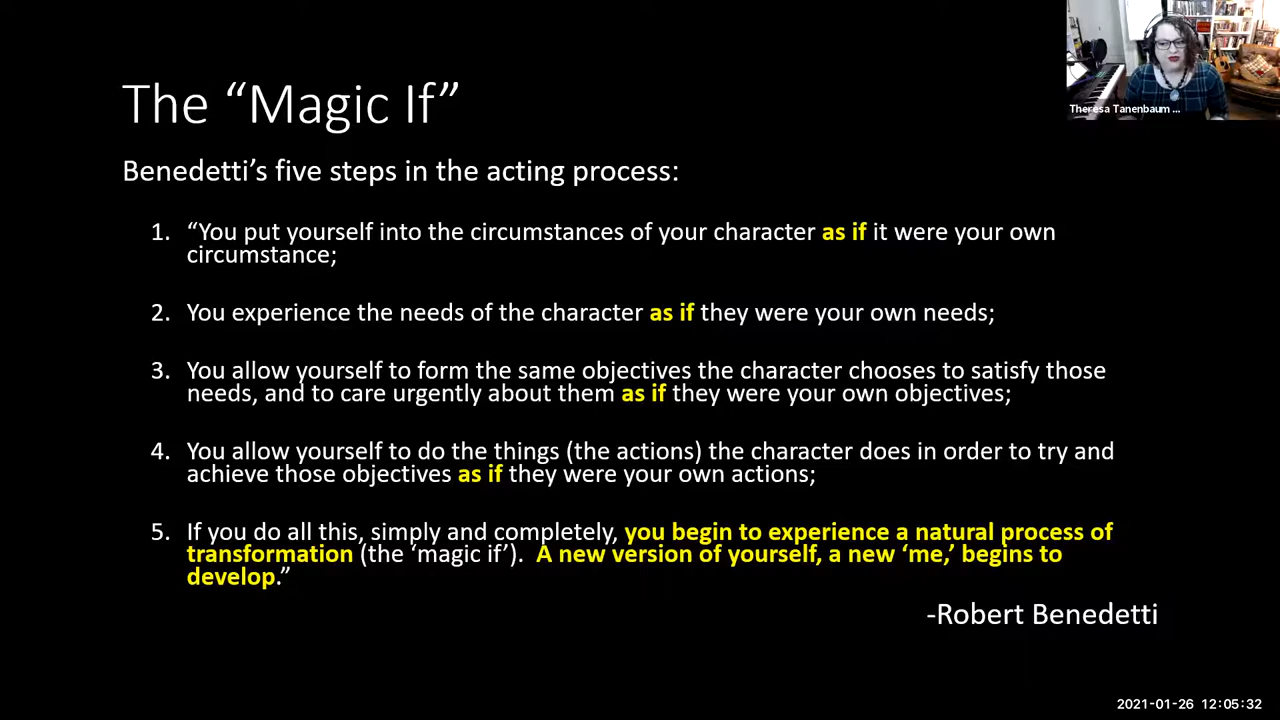 Theresa Tanenbaum ...
The “Magic If”
Benedetti’s five steps in the acting process:
1. “You put yourself into the circumstances of your character as if it were your own
circumstance;
2. You experience the needs of the character as if they were your own needs;
3. You allow yourself to form the same objectives the character chooses to satisfy those
needs, and to care urgently about them as if they were your own objectives;
4. You allow yourself to do the things (the actions) the character does in order to try and
achieve those objectives as if they were your own actions;
5. If you do all this, simply and completely, you begin to experience a natural process of
transformation (the ‘magic if’). A new version of yourself, a new ‘me,’ begins to
develop.”
-Robert Benedetti
2021-01-26 12:05:32